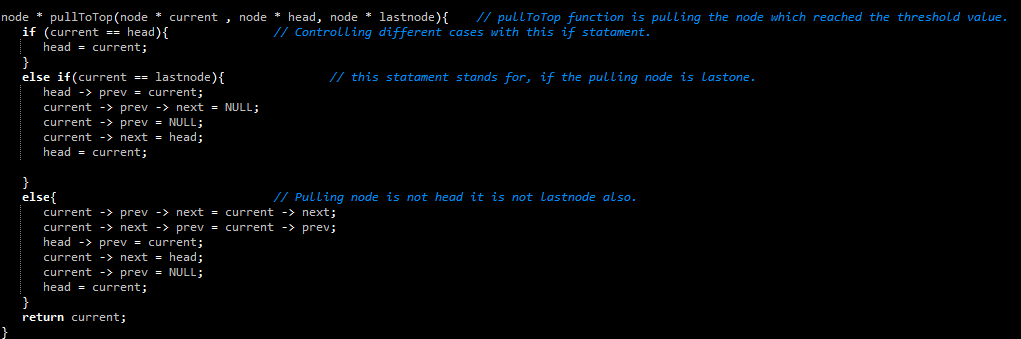 node * pullToTop(node * current , node * head, node * lastnode){    // pullToTop function is pulling the node which reached the threshold value.
   if (current == head){               // Controlling different cases with this if statament.
      head = current;
   }
   else if(current == lastnode){               // this statament stands for, if the pulling node is lastone.
      head -> prev = current;
      current -> prev -> next = NULL;
      current -> prev = NULL;
      current -> next = head;
      head = current;

   }
   else{                               // Pulling node is not head it is not lastnode also.
      current -> prev -> next = current -> next;
      current -> next -> prev = current -> prev;
      head -> prev = current;
      current -> next = head;
      current -> prev = NULL;
      head = current;
   }
   return current;
}